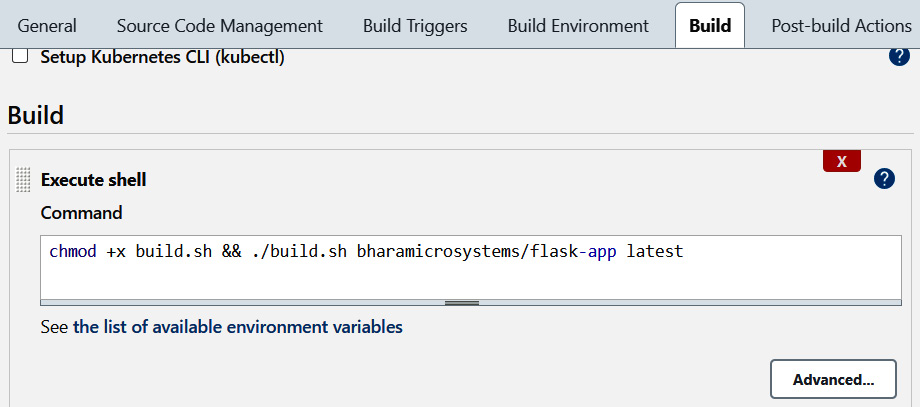 General Source Code Management Build Triggers Build Environment Build Post-build Actions
Setup Kubernetes CLI (kubectl) ?
Build
X
Execute shell ?
Command
chmod +x build.sh && ./build.sh bharamicrosystems/flask-app latest
See the list of available environment variables
Advanced...